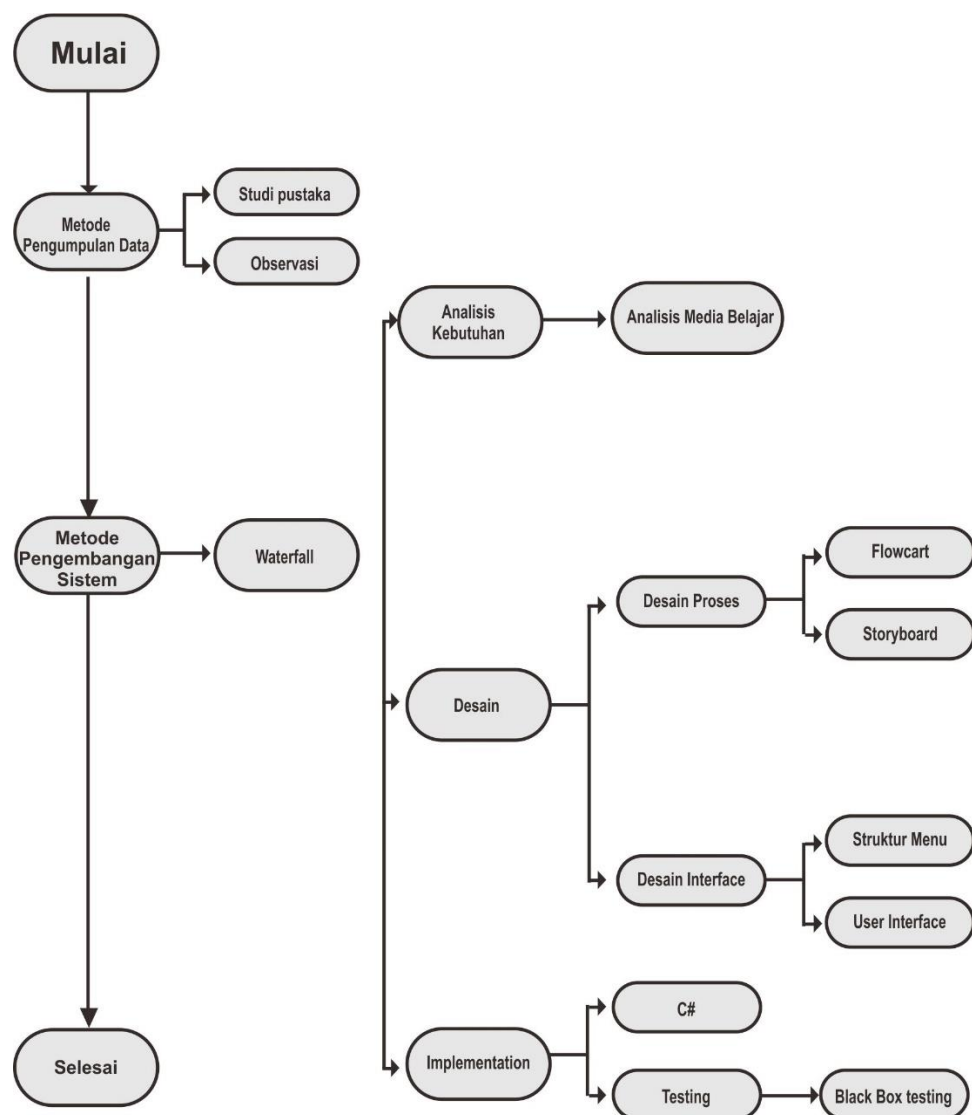 Mulai
Metode
Pengumpulan Data
Studi pustaka
Observasi
Metode
Pengembangan
Sistem
Waterfall
Selesai
Analisis
Kebutuhan
Analisis Media Belajar
Desain
Desain Proses
Flowcart
Storyboard
Desain Interface
Struktur Menu
User Interface
Implementation
C#
Testing
Black Box testing